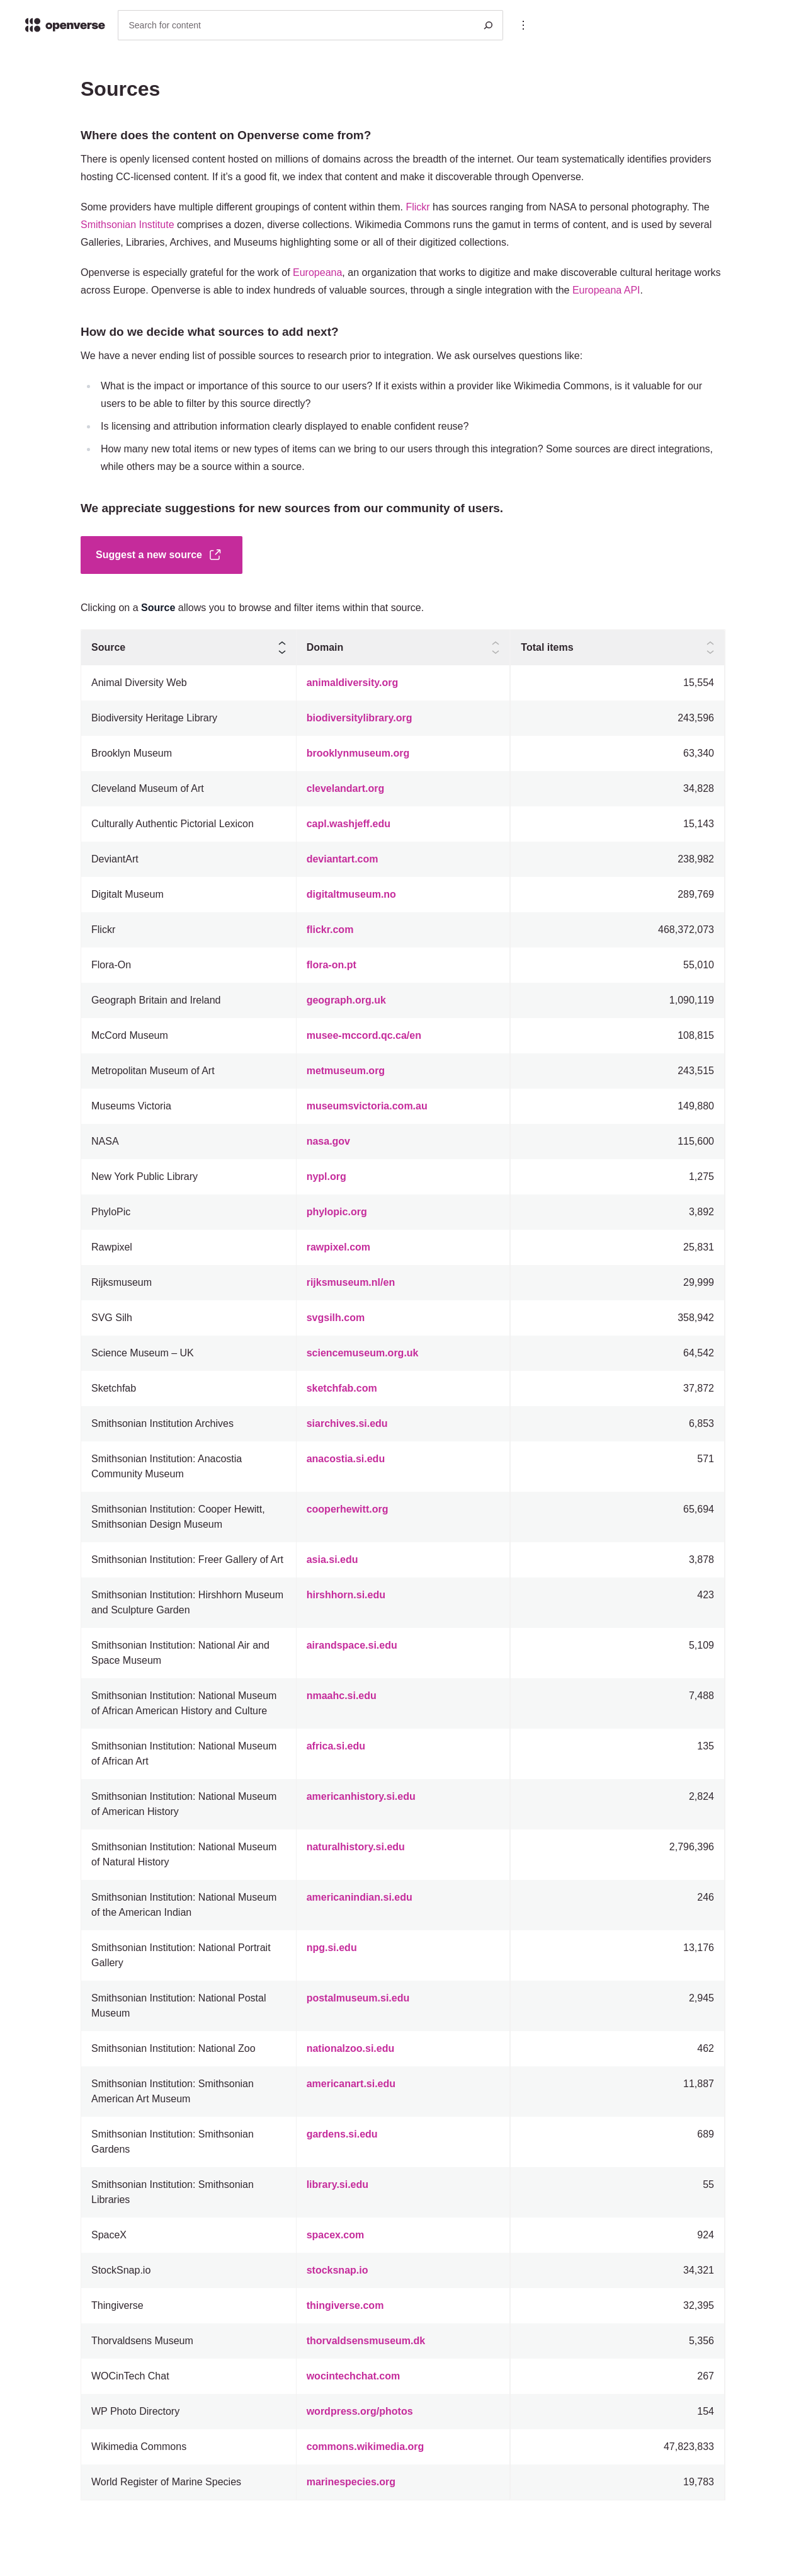 openverse
Search for content
Sources
Where does the content on Openverse come from?
There is openly licensed content hosted on millions of domains across the breadth of the internet. Our team systematically identifies providers
hosting CC-licensed content. If it's a good fit, we index that content and make it discoverable through Openverse.
Some providers have multiple different groupings of content within them. Flickr has sources ranging from NASA to personal photography. The
Smithsonian Institute comprises a dozen, diverse collections. Wikimedia Commons runs the gamut in terms of content, and is used by several
Galleries, Libraries, Archives, and Museums highlighting some or all of their digitized collections.
Openverse is especially grateful for the work of Europeana, an organization that works to digitize and make discoverable cultural heritage works
across Europe. Openverse is able to index hundreds of valuable sources, through a single integration with the Europeana API.
How do we decide what sources to add next?
We have a never ending list of possible sources to research prior to integration. We ask ourselves questions like:
What is the impact or importance of this source to our users? If it exists within a provider like Wikimedia Commons, is it valuable for our
users to be able to filter by this source directly?
Is licensing and attribution information clearly displayed to enable confident reuse?
How many new total items or new types of items can we bring to our users through this integration? Some sources are direct integrations,
while others may be a source within a source.
We appreciate suggestions for new sources from our community of users.
Suggest a new source
Clicking on a Source allows you to browse and filter items within that source.
Source Domain Total items
Animal Diversity Web animaldiversity.org 15,554
Biodiversity Heritage Library biodiversitylibrary.org 243,596
Brooklyn Museum brooklynmuseum.org 63,340
Cleveland Museum of Art clevelandart.org 34,828
Culturally Authentic Pictorial Lexicon capl.washjeff.edu 15,143
DeviantArt deviantart.com 238,982
Digitalt Museum digitaltmuseum.no 289,769
Flickr flickr.com 468,372,073
Flora-On flora-on.pt 55,010
Geograph Britain and Ireland geograph.org.uk 1,090,119
McCord Museum musee-mccord.qc.ca/en 108,815
Metropolitan Museum of Art metmuseum.org 243,515
Museums Victoria museumsvictoria.com.au 149,880
NASA nasa.gov 115,600
New York Public Library nypl.org 1,275
PhyloPic phylopic.org 3,892
Rawpixel rawpixel.com 25,831
Rijksmuseum rijksmuseum.nl/en 29,999
SVG Silh svgsilh.com 358,942
Science Museum – UK sciencemuseum.org.uk 64,542
Sketchfab sketchfab.com 37,872
Smithsonian Institution Archives siarchives.si.edu 6,853
Smithsonian Institution: Anacostia anacostia.si.edu 571
Community Museum
Smithsonian Institution: Cooper Hewitt, cooperhewitt.org 65,694
Smithsonian Design Museum
Smithsonian Institution: Freer Gallery of Art asia.si.edu 3,878
Smithsonian Institution: Hirshhorn Museum hirshhorn.si.edu 423
and Sculpture Garden
Smithsonian Institution: National Air and airandspace.si.edu 5,109
Space Museum
Smithsonian Institution: National Museum nmaahc.si.edu 7,488
of African American History and Culture
Smithsonian Institution: National Museum africa.si.edu 135
of African Art
Smithsonian Institution: National Museum americanhistory.si.edu 2,824
of American History
Smithsonian Institution: National Museum naturalhistory.si.edu 2,796,396
of Natural History
Smithsonian Institution: National Museum americanindian.si.edu 246
of the American Indian
Smithsonian Institution: National Portrait npg.si.edu 13,176
Gallery
Smithsonian Institution: National Postal postalmuseum.si.edu 2,945
Museum
Smithsonian Institution: National Zoo nationalzoo.si.edu 462
Smithsonian Institution: Smithsonian americanart.si.edu 11,887
American Art Museum
Smithsonian Institution: Smithsonian gardens.si.edu 689
Gardens
Smithsonian Institution: Smithsonian library.si.edu 55
Libraries
SpaceX spacex.com 924
StockSnap.io stocksnap.io 34,321
Thingiverse thingiverse.com 32,395
Thorvaldsens Museum thorvaldsensmuseum.dk 5,356
WOCinTech Chat wocintechchat.com 267
WP Photo Directory wordpress.org/photos 154
Wikimedia Commons commons.wikimedia.org 47,823,833
World Register of Marine Species marinespecies.org 19,783